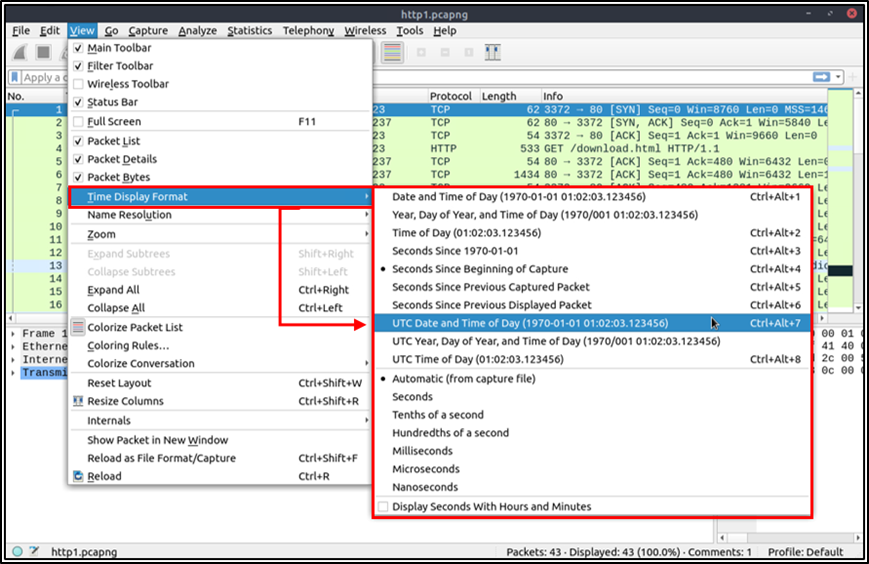 http1.pcapng
File Edit View Go Capture Analyze Statistics Telephony Wireless Tools Help
Apply a
No. Protocol Length Info
1 23 TCP 62 3372 → 80 [SYN] Seq=0 Win=8760 Len=0 MSS=146
2 237 TCP 62 80 → 3372 [SYN, ACK] Seq=0 Ack=1 Win=5840 Le
3 23 TCP 54 3372 → 80 [ACK] Seq=1 Ack=1 Win=9660 Len=0
4 23 HTTP 533 GET /download.html HTTP/1.1
5 237 TCP 54 80 → 3372 [ACK] Seq=1 Ack=480 Win=6432 Len=0
6 237 TCP 1434 80 → 3372 [ACK] Seq=1 Ack=480 Win=6432 Len=1
7
8
9
10
11
12
13
14
15
16
Main Toolbar
Filter Toolbar
Wireless Toolbar
Status Bar
Full Screen F11
Packet List
Packet Details
Packet Bytes
Time Display Format
Name Resolution
Zoom
Expand Subtrees Shift+Right
Collapse Subtrees Shift+Left
Expand All Ctrl+Right
Collapse All Ctrl+Left
Colorize Packet List
Coloring Rules...
Colorize Conversation
Reset Layout Ctrl+Shift+W
Resize Columns Ctrl+Shift+R
Internals
Show Packet in New Window
Reload as File Format/Capture Ctrl+Shift+F
Reload Ctrl+R
Date and Time of Day (1970-01-01 01:02:03.123456) Ctrl+Alt+1
Year, Day of Year, and Time of Day (1970/001 01:02:03.123456)
Time of Day (01:02:03.123456) Ctrl+Alt+2
Seconds Since 1970-01-01 Ctrl+Alt+3
Seconds Since Beginning of Capture Ctrl+Alt+4
Seconds Since Previous Captured Packet Ctrl+Alt+5
Seconds Since Previous Displayed Packet Ctrl+Alt+6
UTC Date and Time of Day (1970-01-01 01:02:03.123456) Ctrl+Alt+7
UTC Year, Day of Year, and Time of Day (1970/001 01:02:03.123456)
UTC Time of Day (01:02:03.123456) Ctrl+Alt+8
Automatic (from capture file)
Seconds
Tenths of a second
Hundredths of a second
Milliseconds
Microseconds
Nanoseconds
Display Seconds With Hours and Minutes
Frame 1
Etherne
Interne
Transmi
http1.pcapng Packets: 43 · Displayed: 43 (100.0%) · Comments: 1 Profile: Default